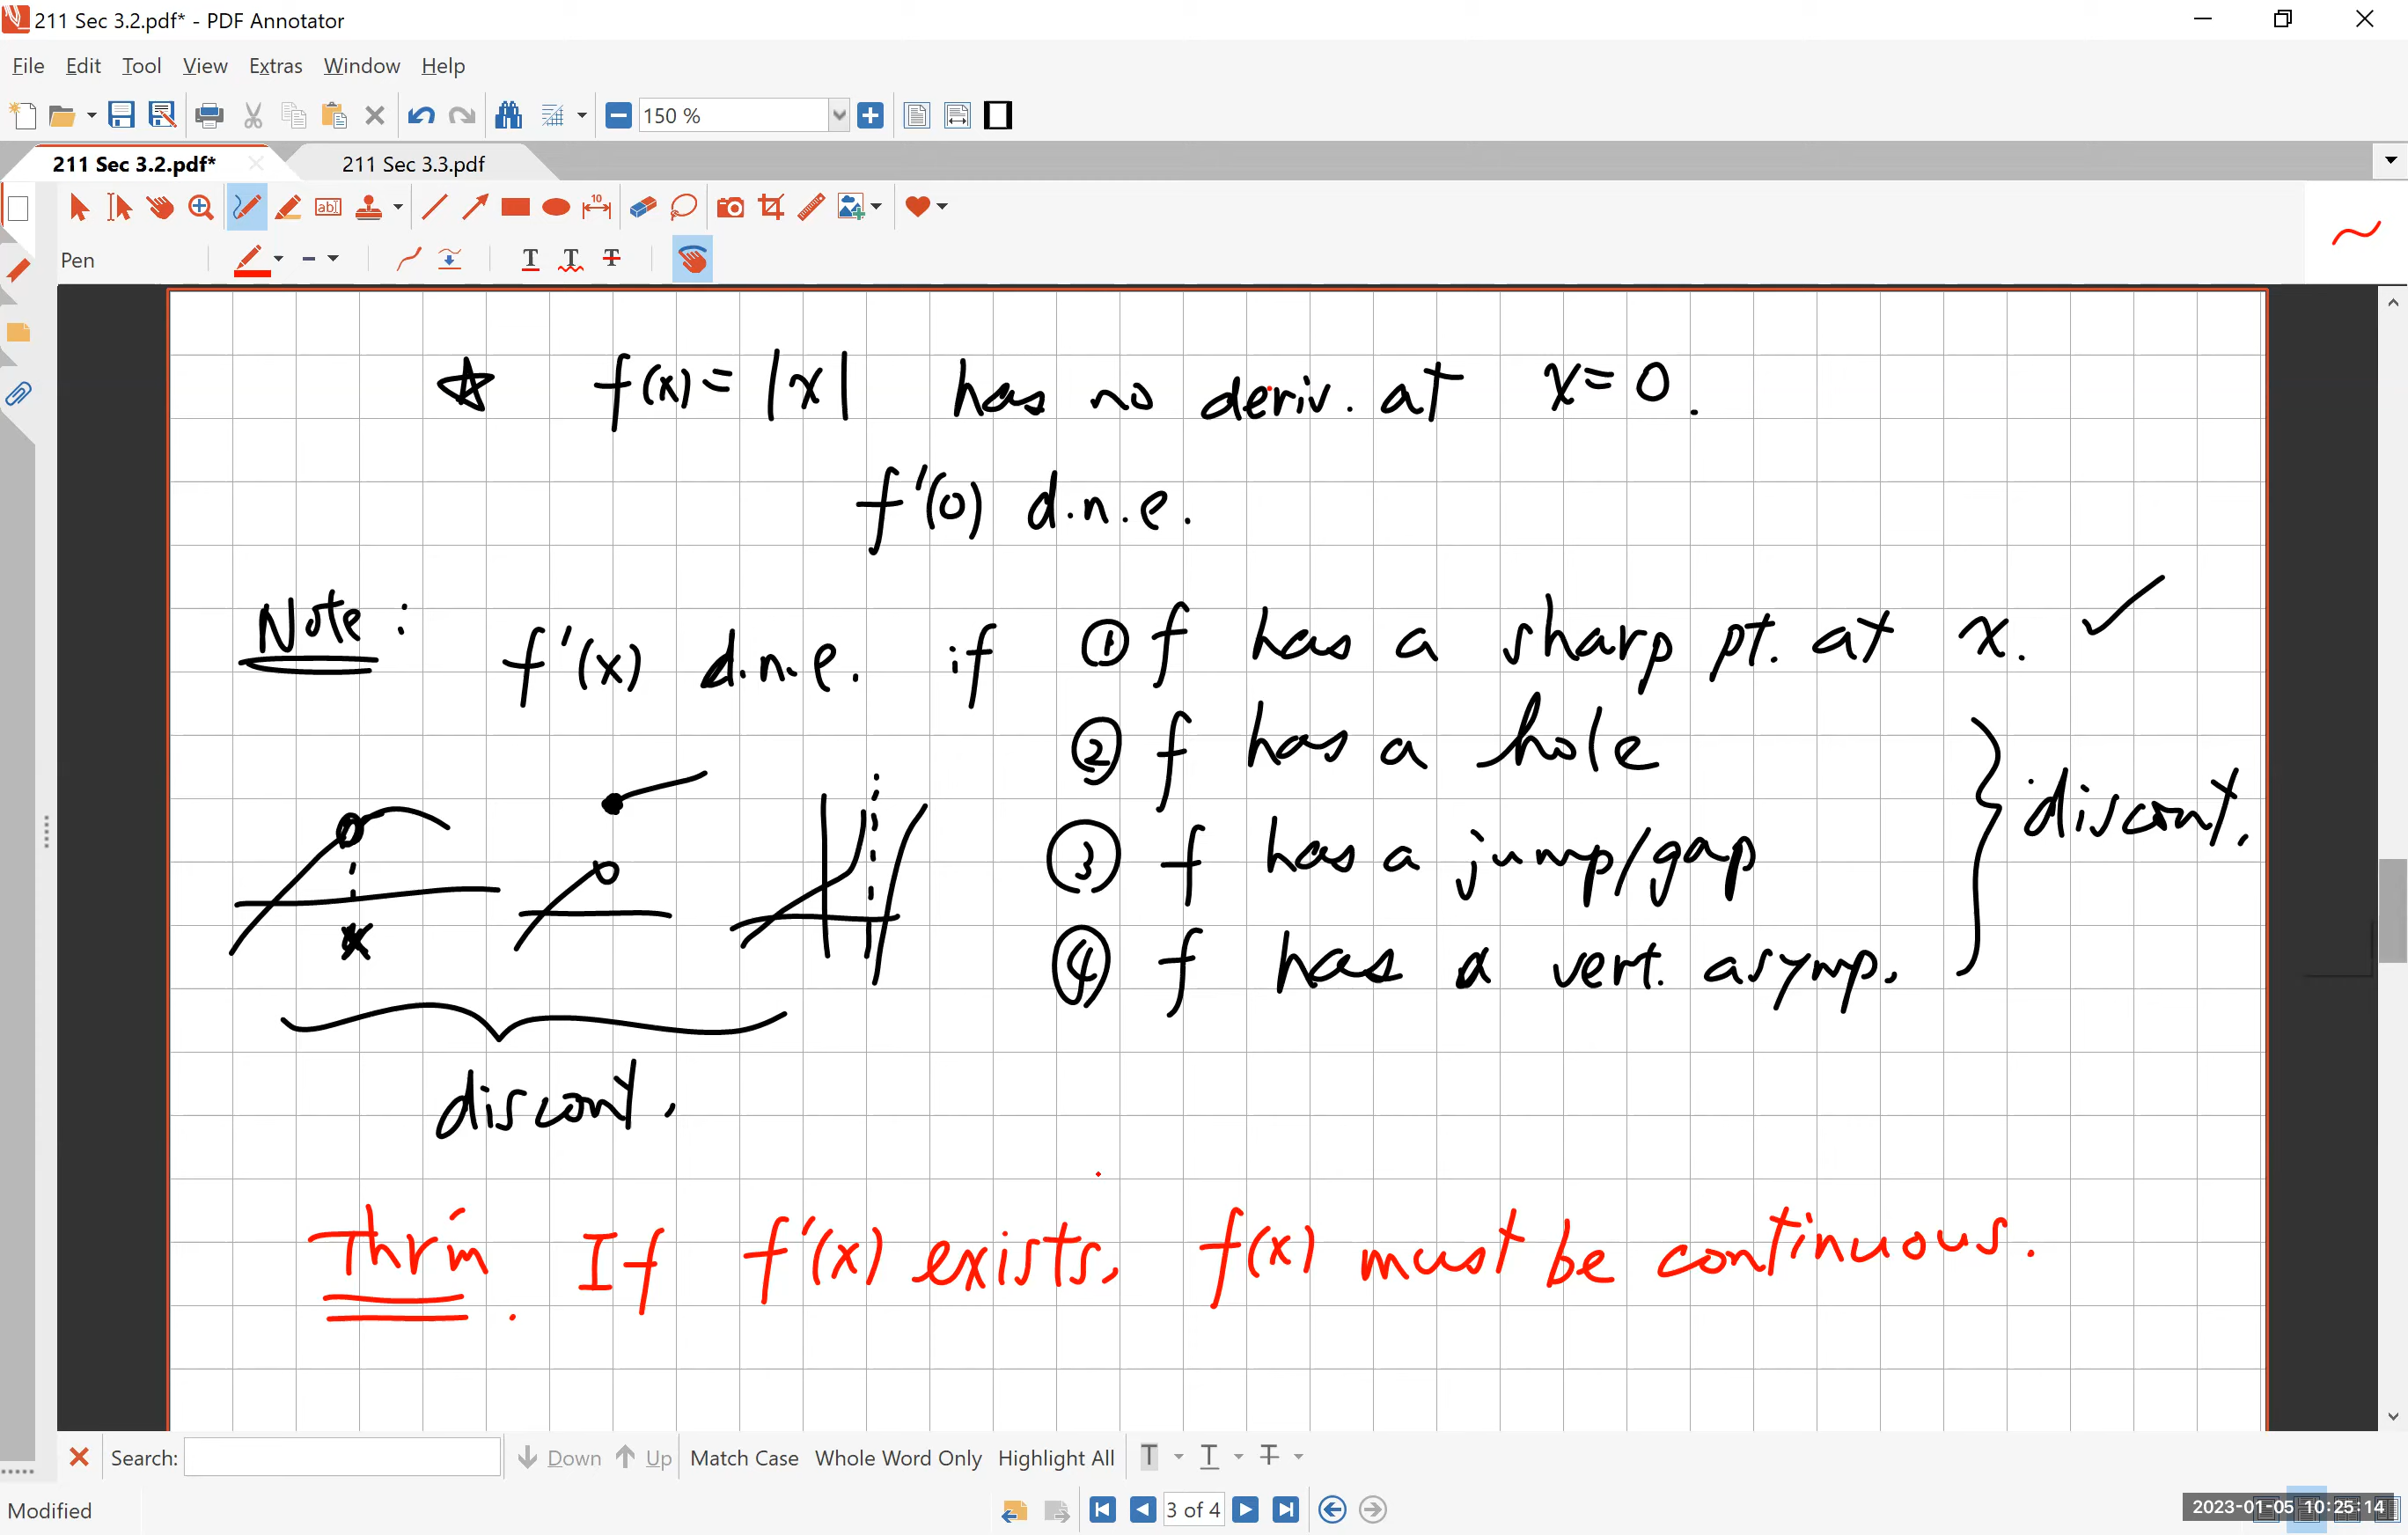 211 Sec 3.2.pdf* - PDF Annotator
File Edit Tool View Extras Window Help
150 %
211 Sec 3.2.pdf* 211 Sec 3.3.pdf
Pen
☆ f(x) = |x| has no deriv. at x = 0.
f'(0) d.n.e.
Note: f'(x) d.n.e. if ① f has a sharp pt. at x. ✓
② f has a hole
③ f has a jump/gap
④ f has a vert. asymp.
} discont.
x
discont.
Thr'm. If f'(x) exists, f(x) must be continuous.
Search: Down Up Match Case Whole Word Only Highlight All
Modified 3 of 4 2023-01-05 10:25:14